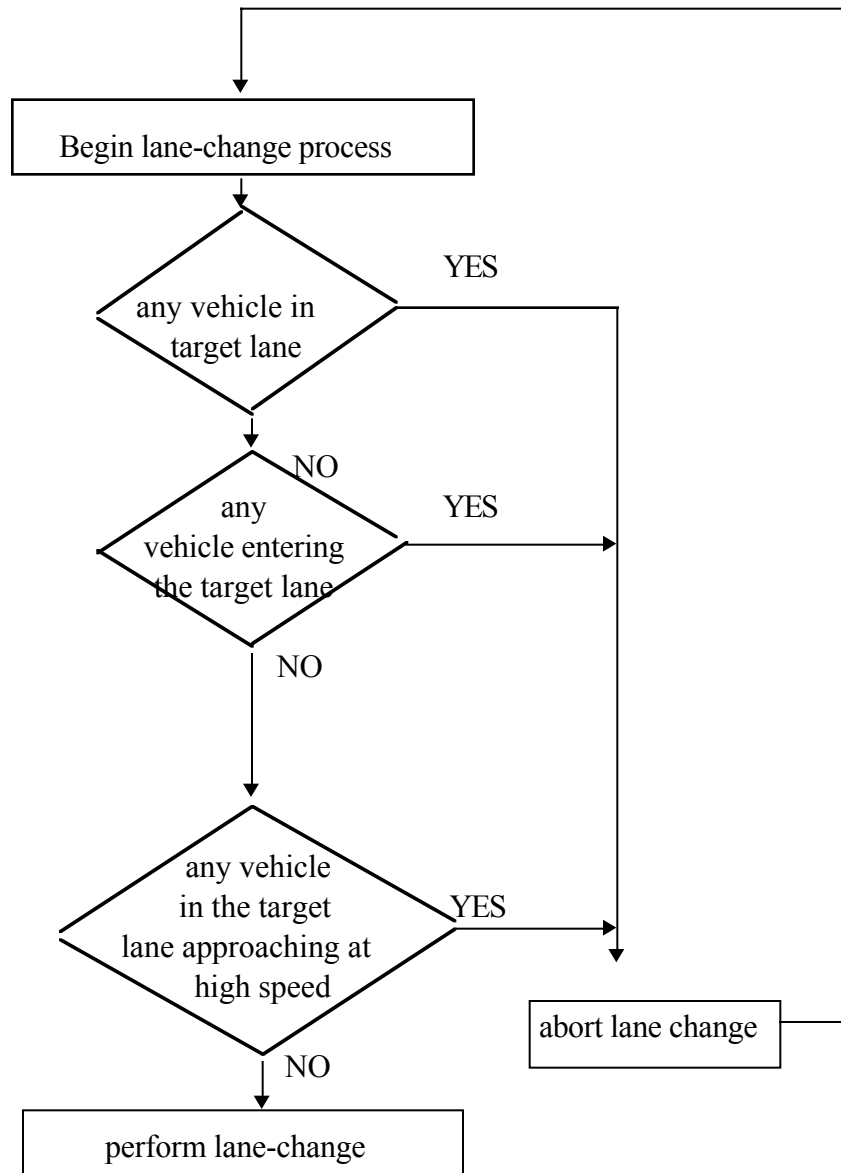 Begin lane-change process
YES
any vehicle in
target lane
NO
YES
any
vehicle entering
the target lane
NO
any vehicle
in the target
YES
lane approaching at
high speed
abort lane change
NO
perform lane-change